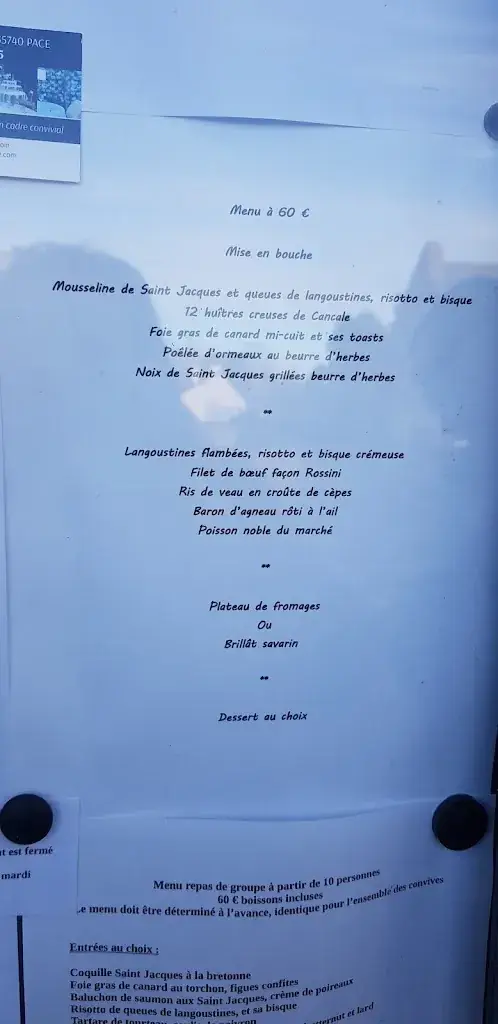 35740 PACE
n cadre convivial
Menu à 60 €
Mise en bouche
Mousseline de Saint Jacques et queues de langoustines, risotto et bisque
12 huîtres creuses de Cancale
Foie gras de canard mi-cuit et ses toasts
Poêlée d'ormeaux au beurre d'herbes
Noix de Saint Jacques grillées beurre d'herbes
**
Langoustines flambées, risotto et bisque crémeuse
Filet de bœuf façon Rossini
Ris de veau en croûte de cèpes
Baron d'agneau rôti à l'ail
Poisson noble du marché
**
Plateau de fromages
Ou
Brillât savarin
**
Dessert au choix
t est fermé
mardi
Menu repas de groupe à partir de 10 personnes
60 € boissons incluses
Le menu doit être déterminé à l'avance, identique pour l'ensemble des convives
Entrées au choix :
Coquille Saint Jacques à la bretonne
Foie gras de canard au torchon, figues confites
Baluchon de saumon aux Saint Jacques, crème de poireaux
Risotto de queues de langoustines, et sa bisque
Tartare de tourteau
et lard